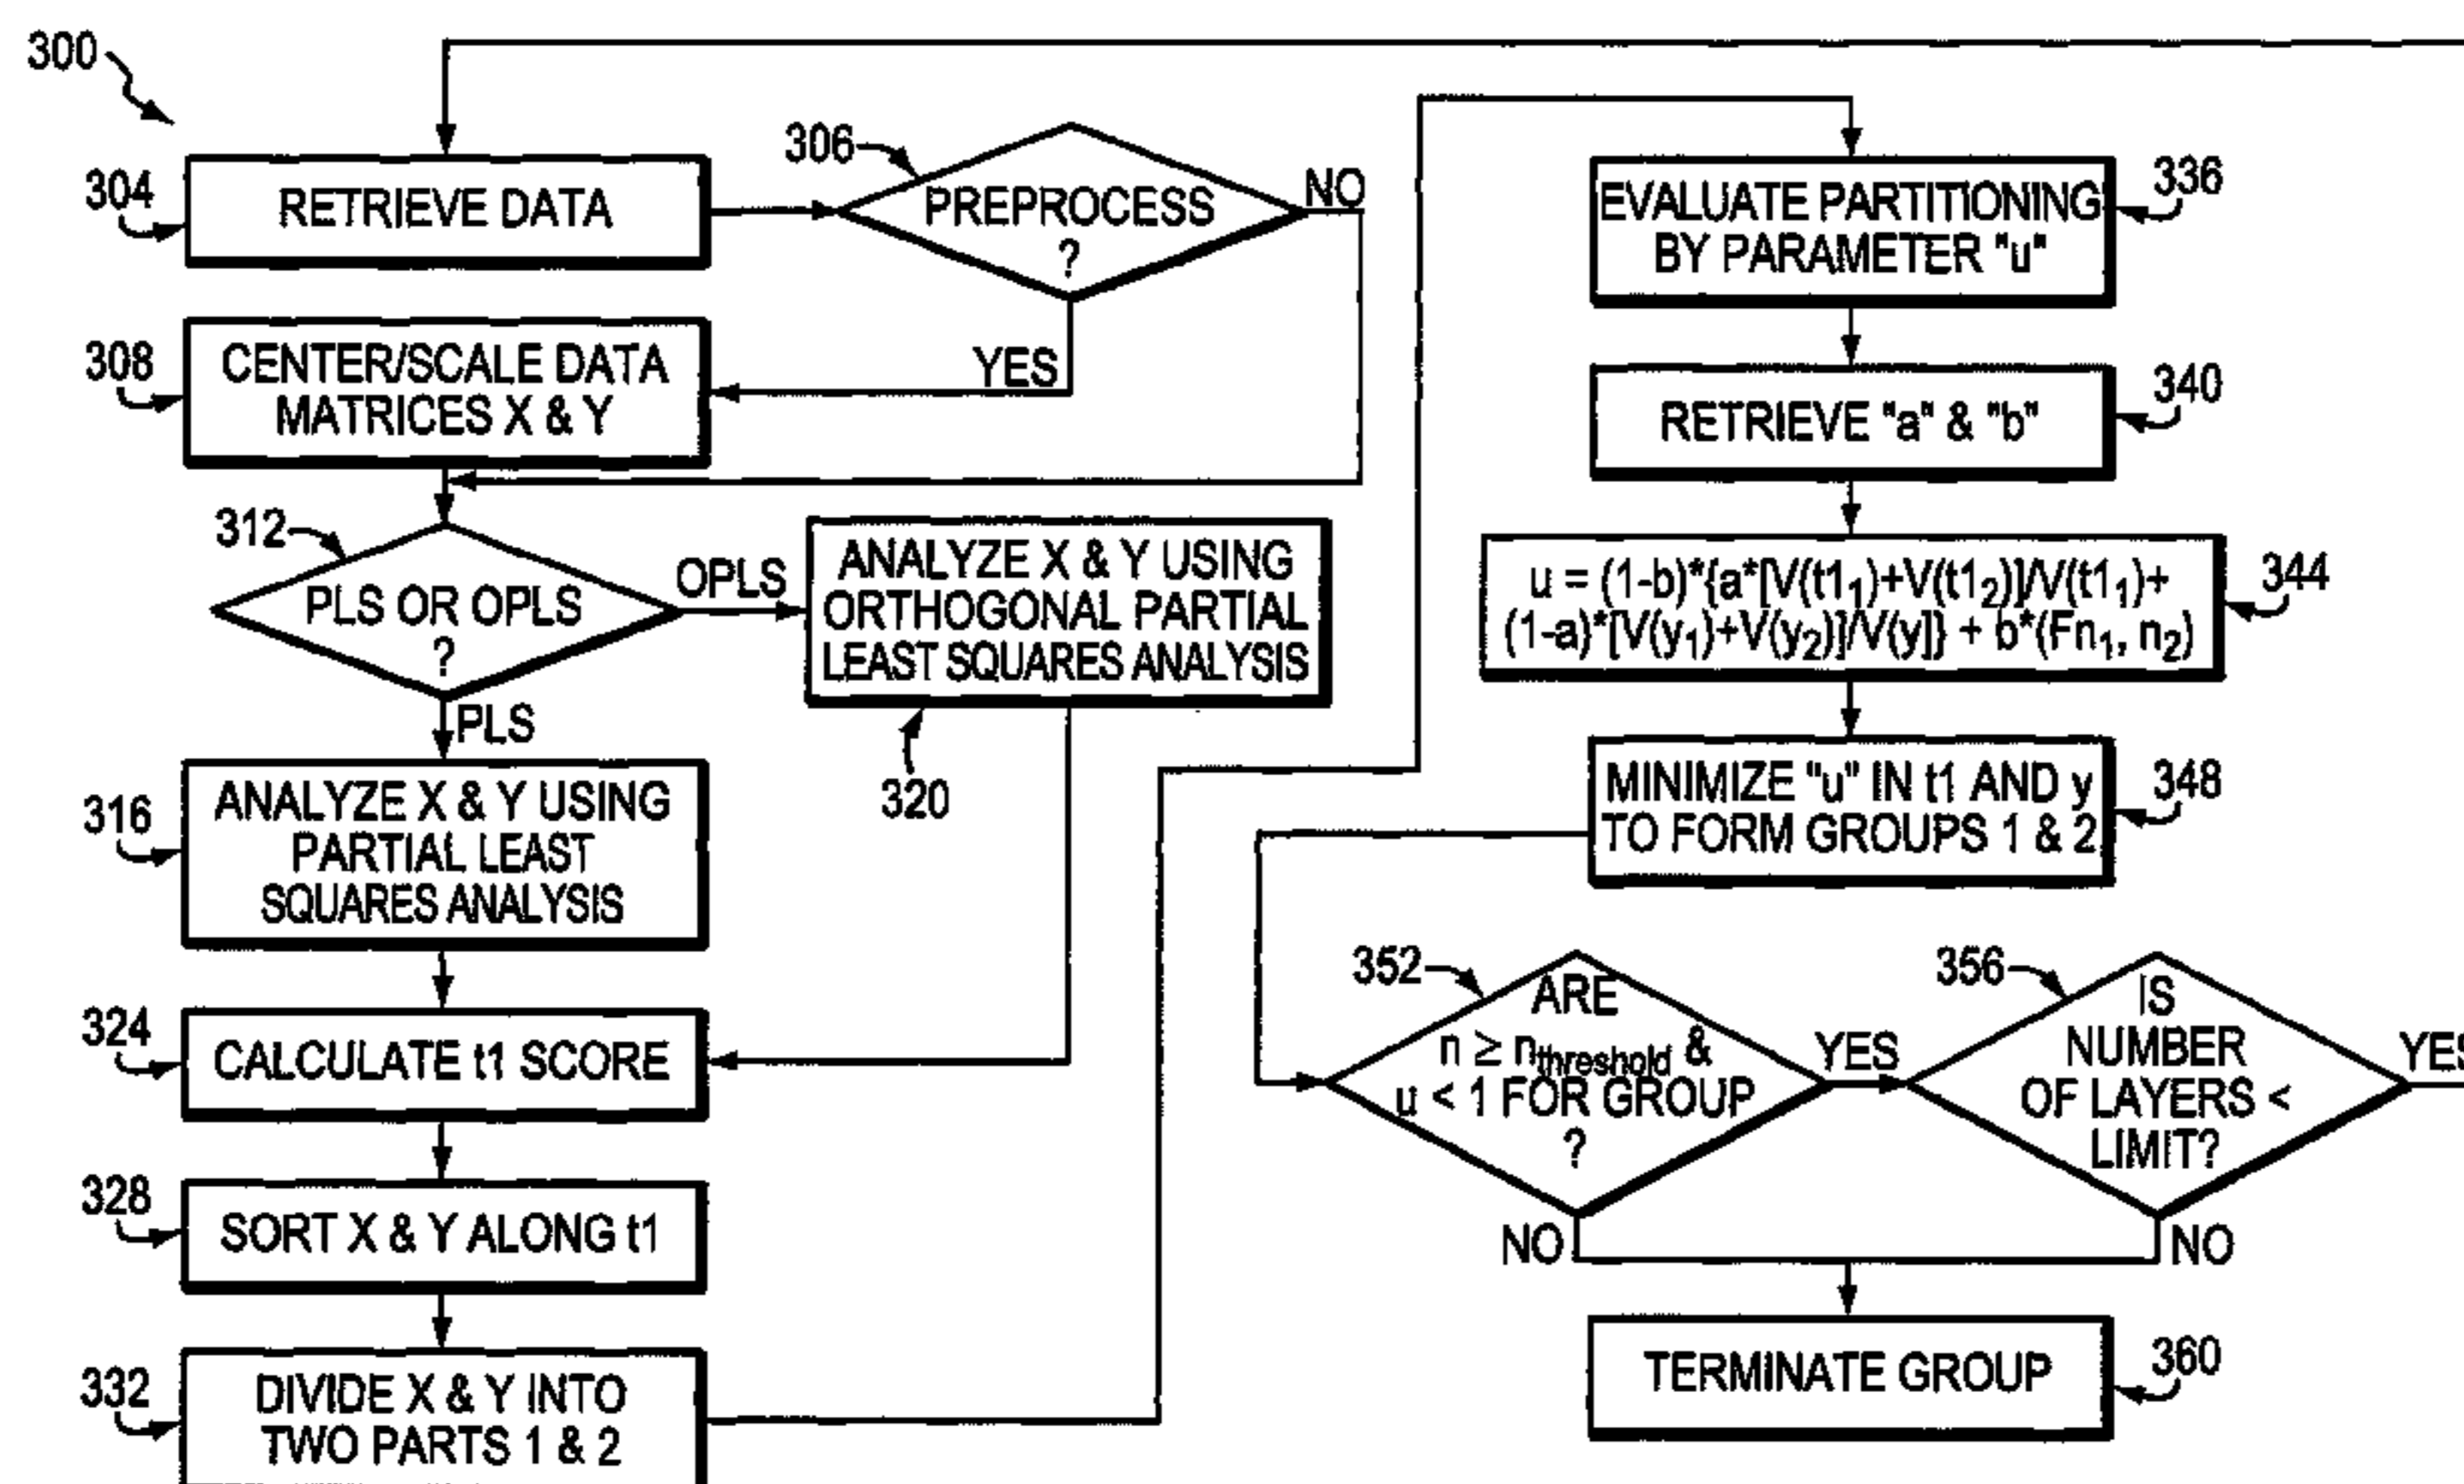 300
304
RETRIEVE DATA
306
PREPROCESS
?
NO
YES
308
CENTER/SCALE DATA
MATRICES X & Y
312
PLS OR OPLS
?
OPLS
PLS
ANALYZE X & Y USING
ORTHOGONAL PARTIAL
LEAST SQUARES ANALYSIS
320
316
ANALYZE X & Y USING
PARTIAL LEAST
SQUARES ANALYSIS
324
CALCULATE t1 SCORE
328
SORT X & Y ALONG t1
332
DIVIDE X & Y INTO
TWO PARTS 1 & 2
EVALUATE PARTITIONING
BY PARAMETER "u"
336
RETRIEVE "a" & "b"
340
u = (1-b)*{a*[V(t1₁)+V(t1₂)]/V(t1₁)+
(1-a)*[V(y₁)+V(y₂)]/V(y]} + b*(Fn₁, n₂)
344
MINIMIZE "u" IN t1 AND y
TO FORM GROUPS 1 & 2
348
352
ARE
n ≥ nthreshold &
u < 1 FOR GROUP
?
YES
NO
356
IS
NUMBER
OF LAYERS <
LIMIT?
YES
NO
TERMINATE GROUP
360